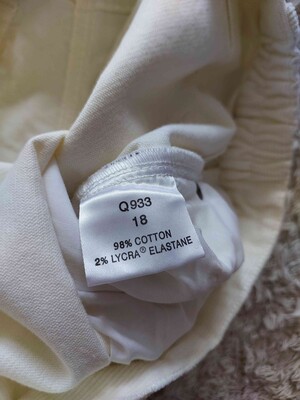 Q933
18
98% COTTON
2% LYCRA® ELASTANE